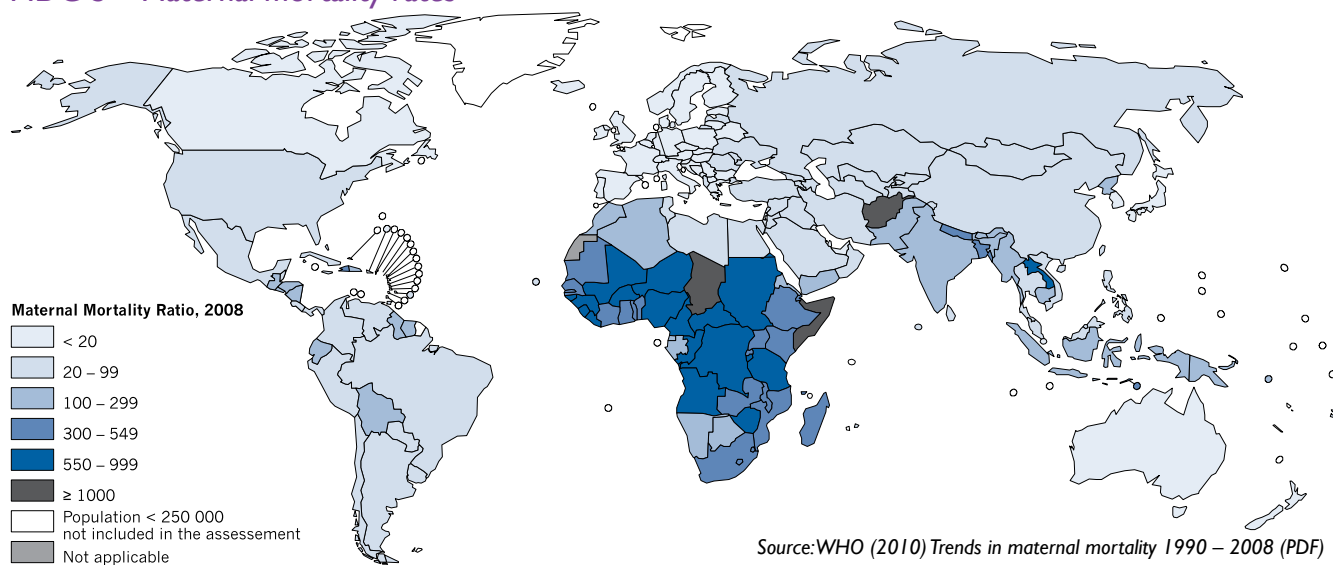 Maternal Mortality Ratio, 2008
< 20
20 – 99
100 – 299
300 – 549
550 – 999
≥ 1000
Population < 250 000
not included in the assessement
Not applicable
Source:WHO (2010) Trends in maternal mortality 1990 – 2008 (PDF)